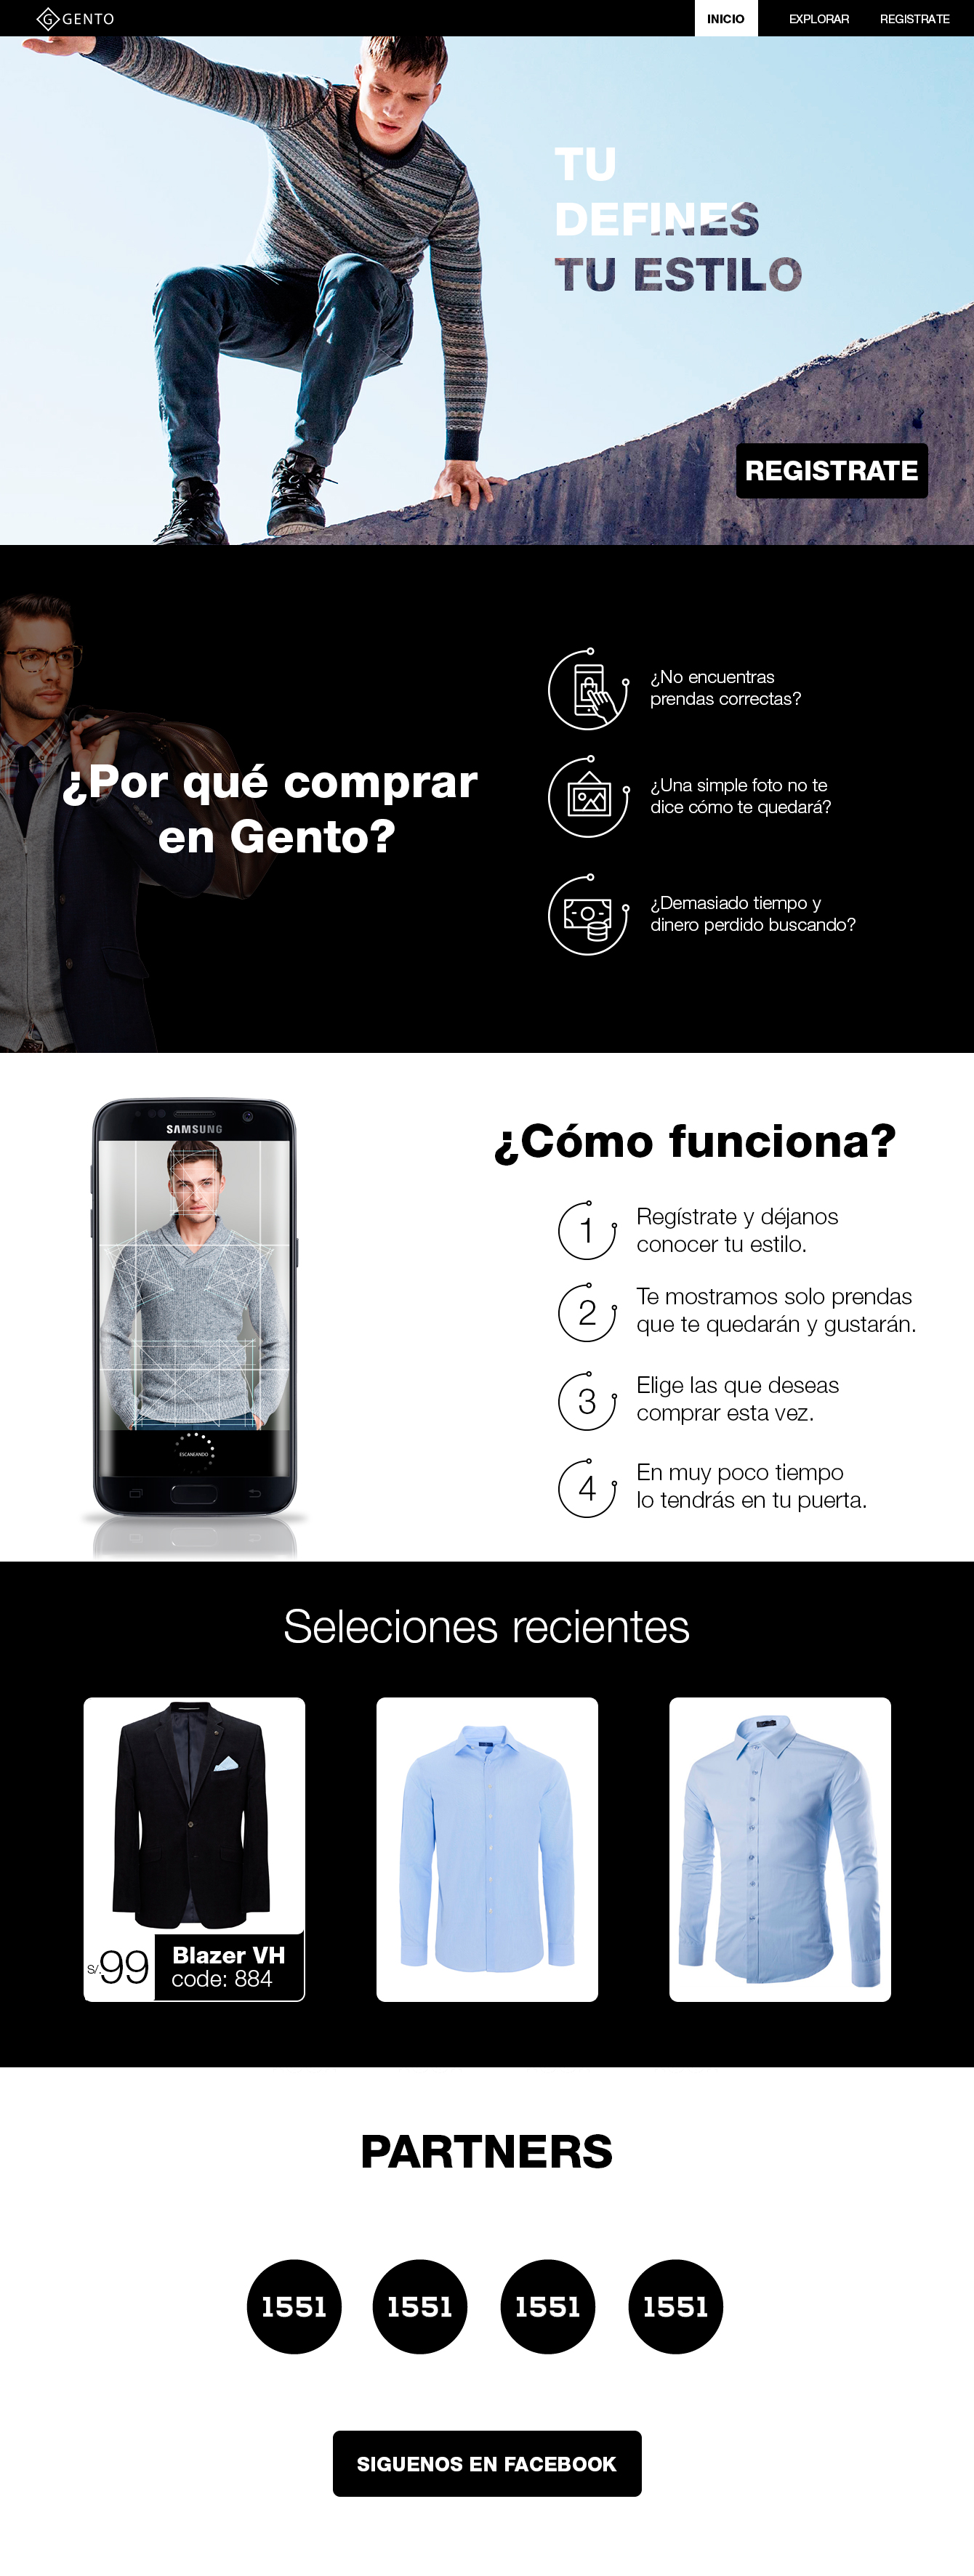 GENTO
INICIO
EXPLORAR
REGISTRATE
TU
DEFINES
TU ESTILO
REGISTRATE
¿Por qué comprar
en Gento?
¿No encuentras
prendas correctas?
¿Una simple foto no te
dice cómo te quedará?
¿Demasiado tiempo y
dinero perdido buscando?
SAMSUNG
ESCANEANDO
¿Cómo funciona?
1
Regístrate y déjanos
conocer tu estilo.
2
Te mostramos solo prendas
que te quedarán y gustarán.
3
Elige las que deseas
comprar esta vez.
4
En muy poco tiempo
lo tendrás en tu puerta.
Seleciones recientes
S/.99
Blazer VH
code: 884
PARTNERS
1551
1551
1551
1551
SIGUENOS EN FACEBOOK